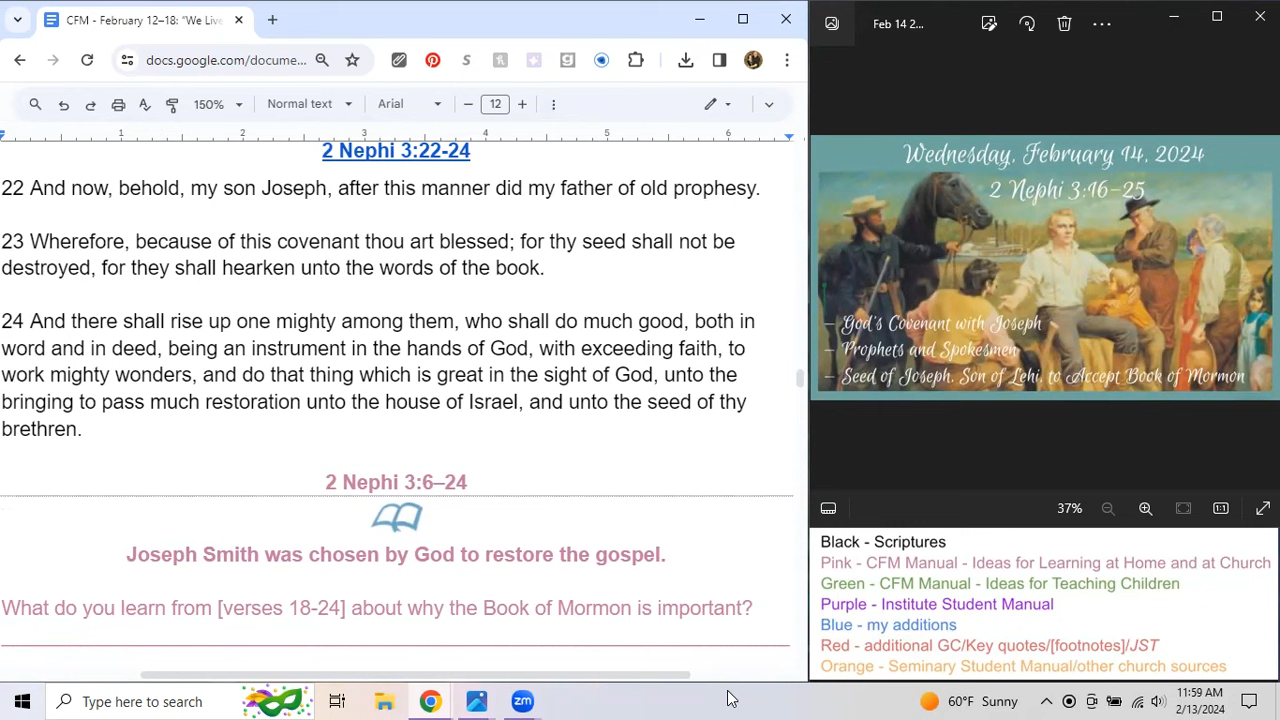 CFM - February 12–18: "We Live
docs.google.com/docume...
150%
Normal text
Arial
12
1 2 3 4 5 6
2 Nephi 3:22-24
22 And now, behold, my son Joseph, after this manner did my father of old prophesy.
23 Wherefore, because of this covenant thou art blessed; for thy seed shall not be
destroyed, for they shall hearken unto the words of the book.
24 And there shall rise up one mighty among them, who shall do much good, both in
word and in deed, being an instrument in the hands of God, with exceeding faith, to
work mighty wonders, and do that thing which is great in the sight of God, unto the
bringing to pass much restoration unto the house of Israel, and unto the seed of thy
brethren.
2 Nephi 3:6–24
Joseph Smith was chosen by God to restore the gospel.
What do you learn from [verses 18-24] about why the Book of Mormon is important?
Feb 14 2...
Wednesday, February 14, 2024
2 Nephi 3:16-25
- God's Covenant with Joseph
- Prophets and Spokesmen
- Seed of Joseph, Son of Lehi, to Accept Book of Mormon
37%
1:1
Black - Scriptures
Pink - CFM Manual - Ideas for Learning at Home and at Church
Green - CFM Manual - Ideas for Teaching Children
Purple - Institute Student Manual
Blue - my additions
Red - additional GC/Key quotes/[footnotes]/JST
Orange - Seminary Student Manual/other church sources
Type here to search
zm
60°F Sunny
11:59 AM
2/13/2024